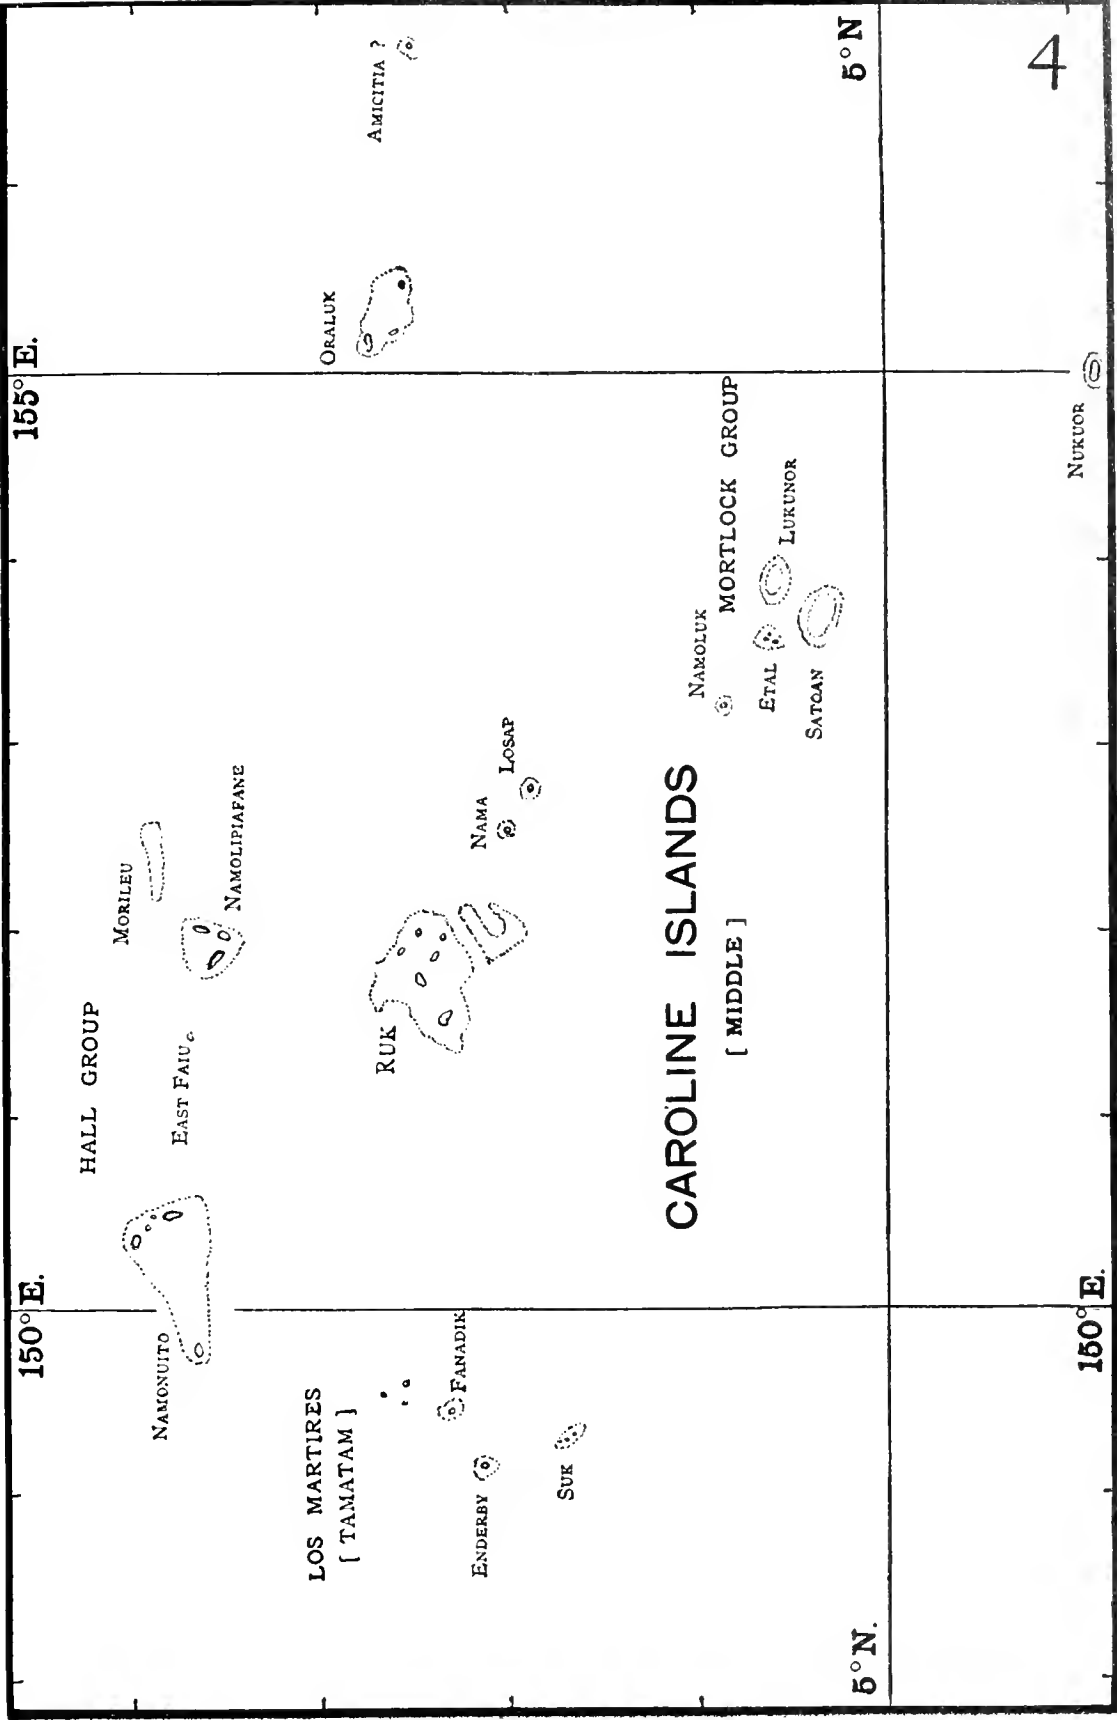 150° E.
155° E.
HALL GROUP
MORILEU
NAMONUITO
EAST FAIU
NAMOLIPIAFANE
LOS MARTIRES
[ TAMATAM ]
ORALUK
AMICITIA ?
RUK
FANADIK
ENDERBY
NAMA
LOSAP
SUK
CAROLINE ISLANDS
[ MIDDLE ]
NAMOLUK
MORTLOCK GROUP
ETAL
LUKUNOR
SATOAN
5° N.
5° N
NUKUOR
150° E.
4